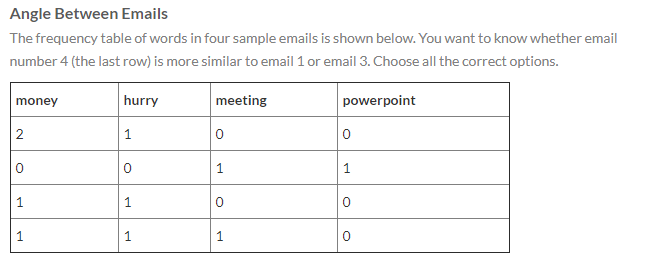 Angle Between Emails
The frequency table of words in four sample emails is shown below. You want to know whether email
number 4 (the last row) is more similar to email 1 or email 3. Choose all the correct options.
money hurry meeting powerpoint
2 1 0 0
0 0 1 1
1 1 0 0
1 1 1 0